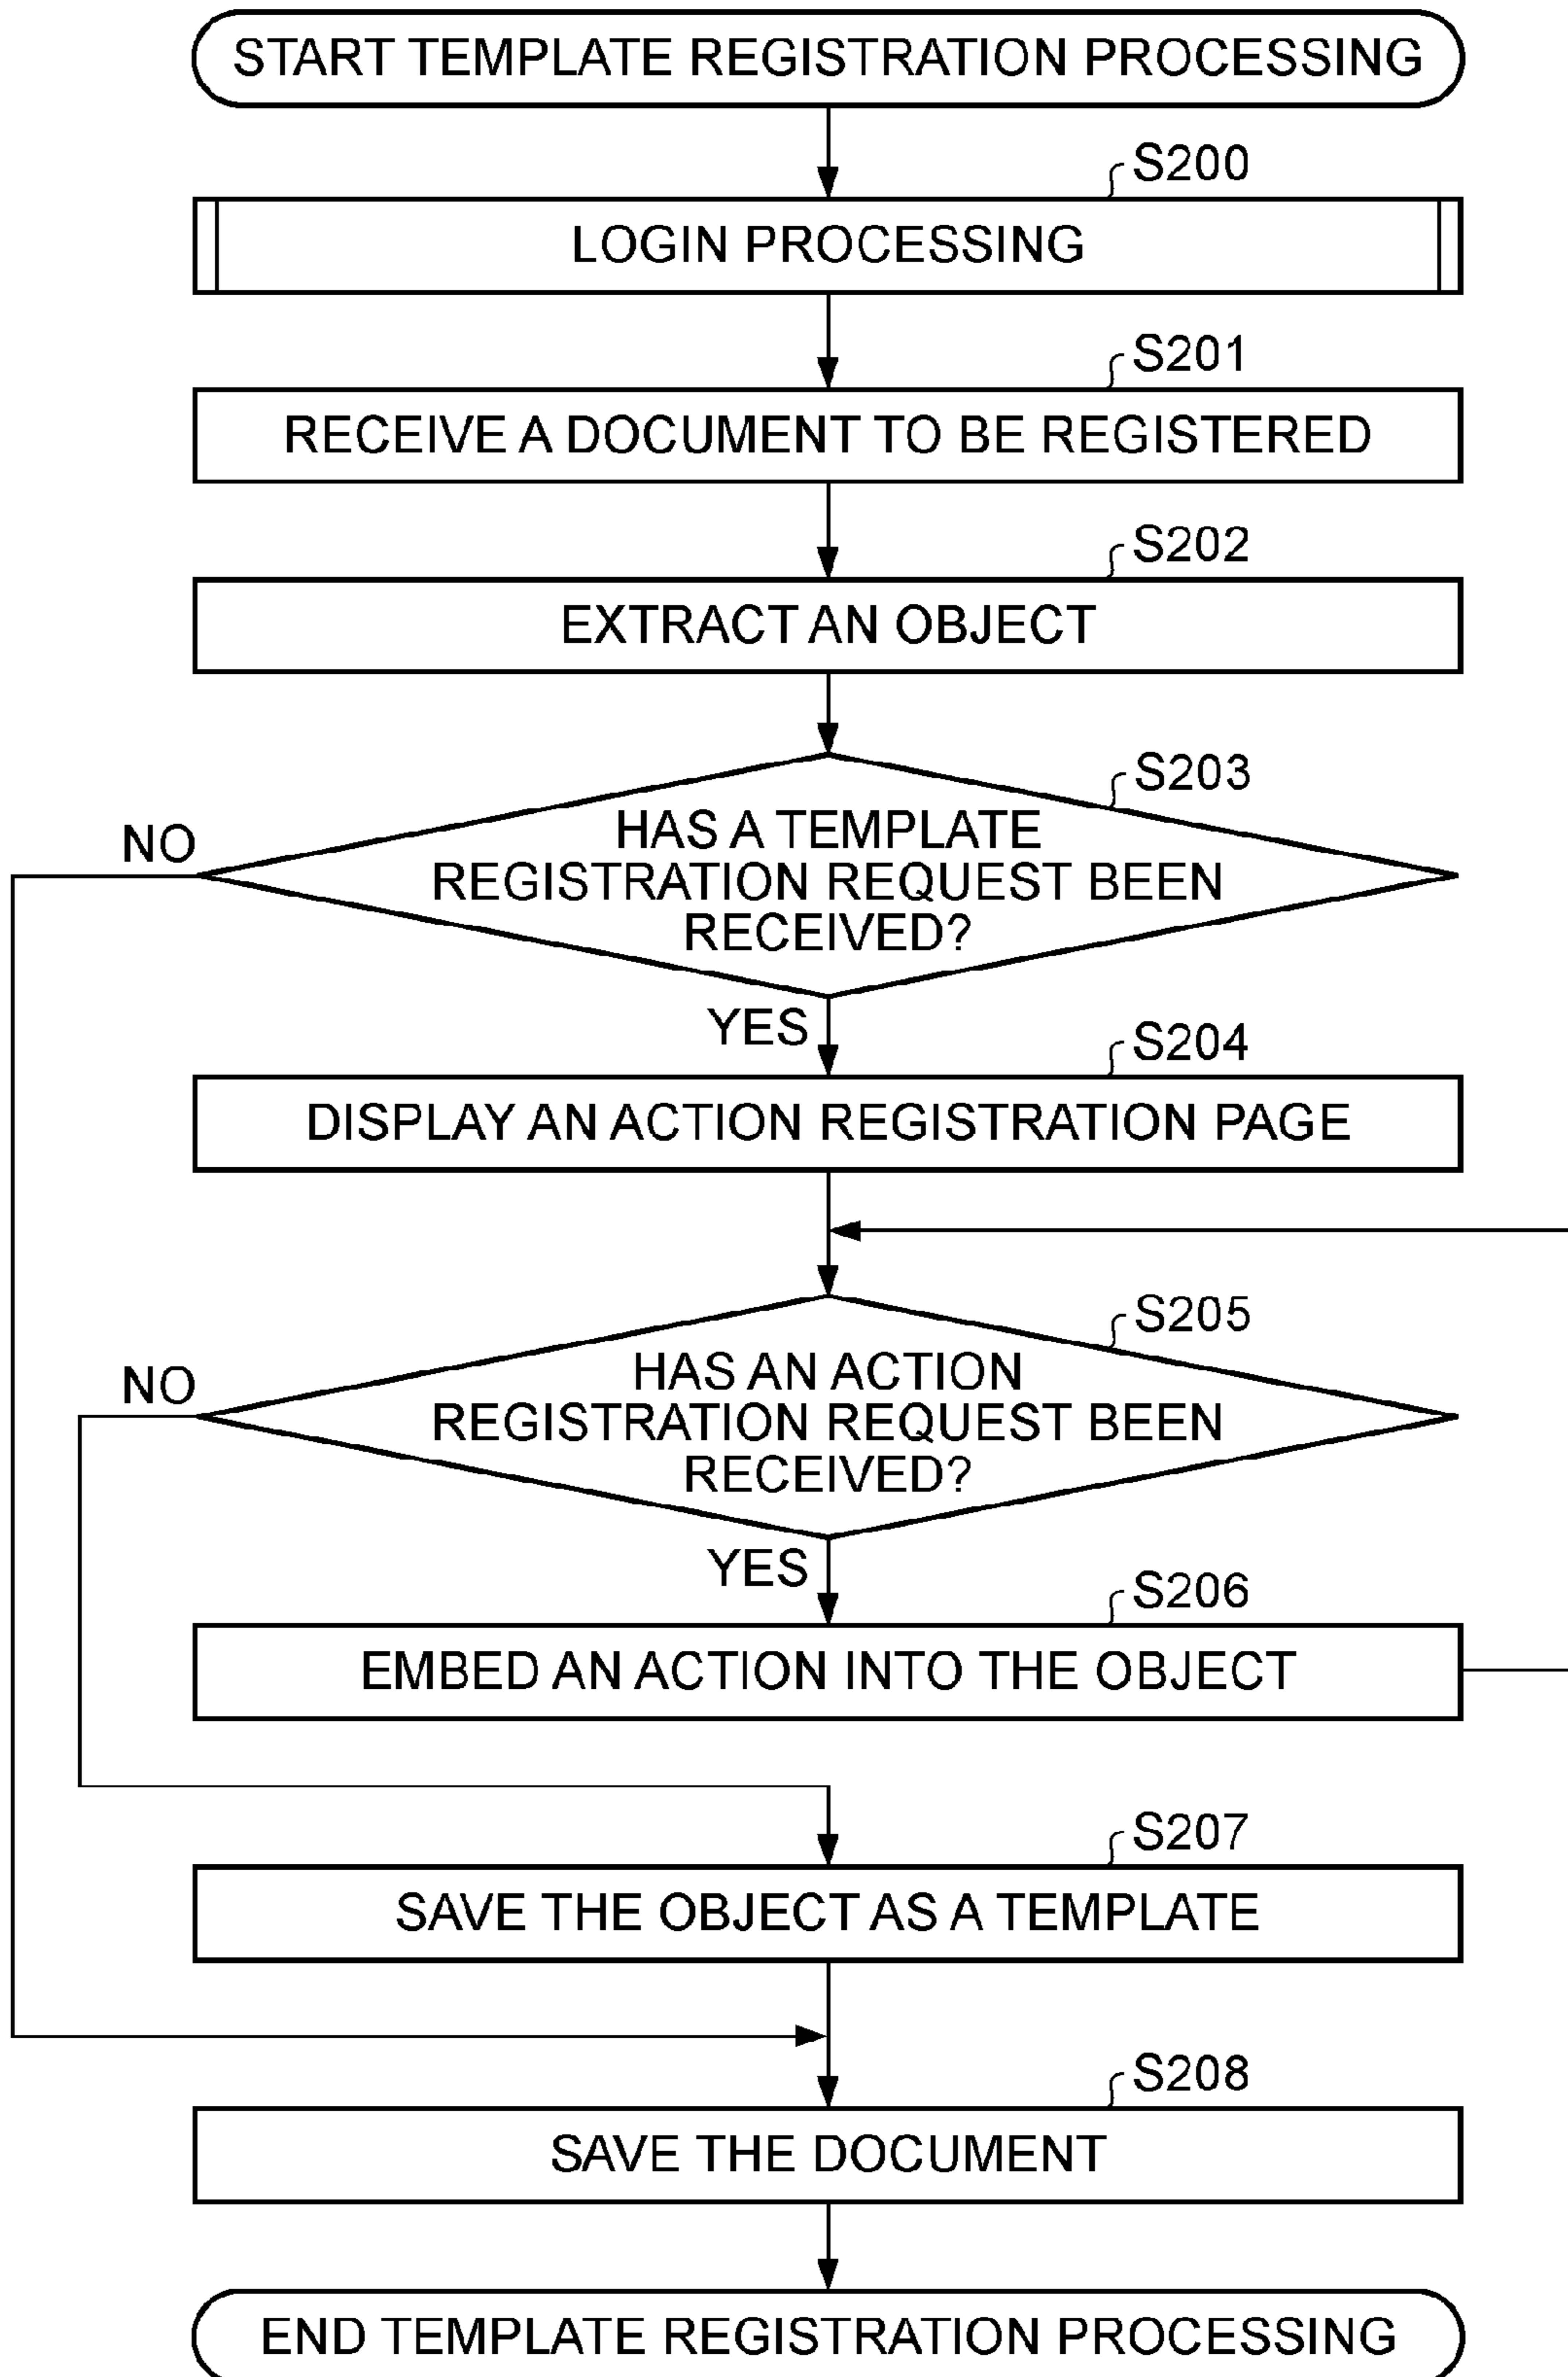 START TEMPLATE REGISTRATION PROCESSING
S200
LOGIN PROCESSING
S201
RECEIVE A DOCUMENT TO BE REGISTERED
S202
EXTRACT AN OBJECT
S203
HAS A TEMPLATE
NO
REGISTRATION REQUEST BEEN
RECEIVED?
YES
S204
DISPLAY AN ACTION REGISTRATION PAGE
S205
HAS AN ACTION
NO
REGISTRATION REQUEST BEEN
RECEIVED?
YES
S206
EMBED AN ACTION INTO THE OBJECT
S207
SAVE THE OBJECT AS A TEMPLATE
S208
SAVE THE DOCUMENT
END TEMPLATE REGISTRATION PROCESSING